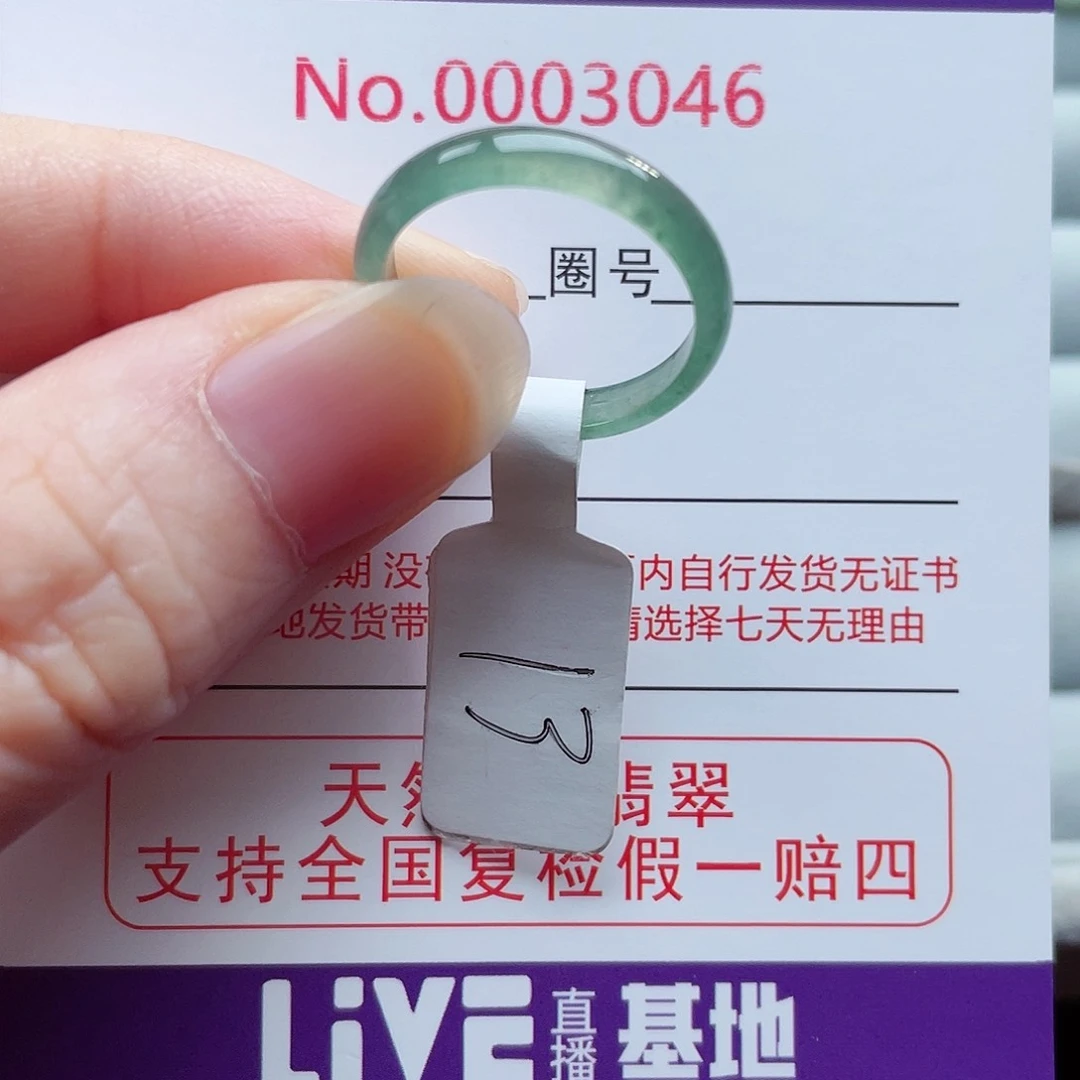 No.0003046
圈号
期 没 内自行发货无证书
地发货带 请选择七天无理由
13
天然 翡翠
支持全国复检假一赔四
LiVE 直播 基地